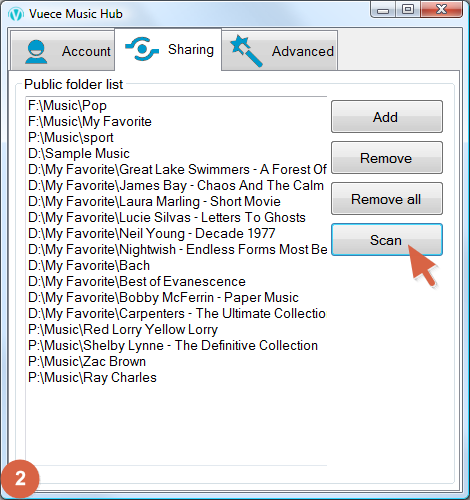 Vuece Music Hub
Account Sharing Advanced
Public folder list
F:\Music\Pop
F:\Music\My Favorite
P:\Music\sport
D:\Sample Music
D:\My Favorite\Great Lake Swimmers - A Forest Of
D:\My Favorite\James Bay - Chaos And The Calm
D:\My Favorite\Laura Marling - Short Movie
D:\My Favorite\Lucie Silvas - Letters To Ghosts
D:\My Favorite\Neil Young - Decade 1977
D:\My Favorite\Nightwish - Endless Forms Most Be
D:\My Favorite\Bach
D:\My Favorite\Best of Evanescence
D:\My Favorite\Bobby McFerrin - Paper Music
D:\My Favorite\Carpenters - The Ultimate Collectio
P:\Music\Red Lorry Yellow Lorry
P:\Music\Shelby Lynne - The Definitive Collection
P:\Music\Zac Brown
P:\Music\Ray Charles
Add
Remove
Remove all
Scan
2